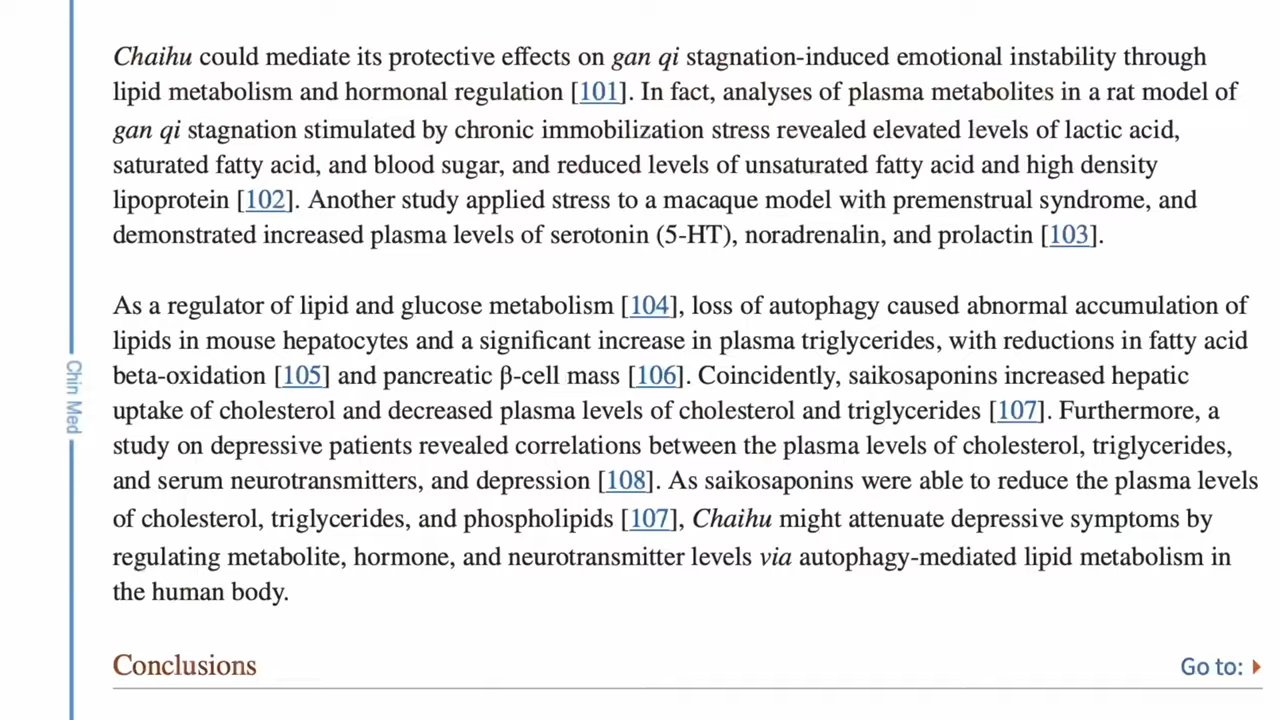 Chaihu could mediate its protective effects on gan qi stagnation-induced emotional instability through
lipid metabolism and hormonal regulation [101]. In fact, analyses of plasma metabolites in a rat model of
gan qi stagnation stimulated by chronic immobilization stress revealed elevated levels of lactic acid,
saturated fatty acid, and blood sugar, and reduced levels of unsaturated fatty acid and high density
lipoprotein [102]. Another study applied stress to a macaque model with premenstrual syndrome, and
demonstrated increased plasma levels of serotonin (5-HT), noradrenalin, and prolactin [103].
As a regulator of lipid and glucose metabolism [104], loss of autophagy caused abnormal accumulation of
lipids in mouse hepatocytes and a significant increase in plasma triglycerides, with reductions in fatty acid
beta-oxidation [105] and pancreatic β-cell mass [106]. Coincidently, saikosaponins increased hepatic
uptake of cholesterol and decreased plasma levels of cholesterol and triglycerides [107]. Furthermore, a
study on depressive patients revealed correlations between the plasma levels of cholesterol, triglycerides,
and serum neurotransmitters, and depression [108]. As saikosaponins were able to reduce the plasma levels
of cholesterol, triglycerides, and phospholipids [107], Chaihu might attenuate depressive symptoms by
regulating metabolite, hormone, and neurotransmitter levels via autophagy-mediated lipid metabolism in
the human body.
Chin Med
Conclusions
Go to: